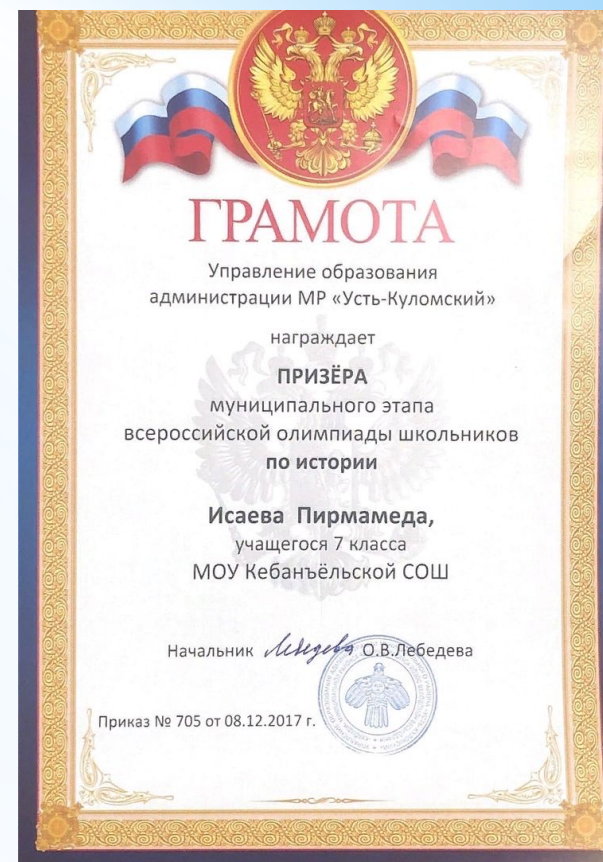 ГРАМОТА
Управление образования
администрации МР «Усть-Куломский»
награждает
ПРИЗЁРА
муниципального этапа
всероссийской олимпиады школьников
по истории
Исаева Пирмамеда,
учащегося 7 класса
МОУ Кебанъёльской СОШ
Начальник Лебедева О.В.Лебедева
Приказ № 705 от 08.12.2017 г.